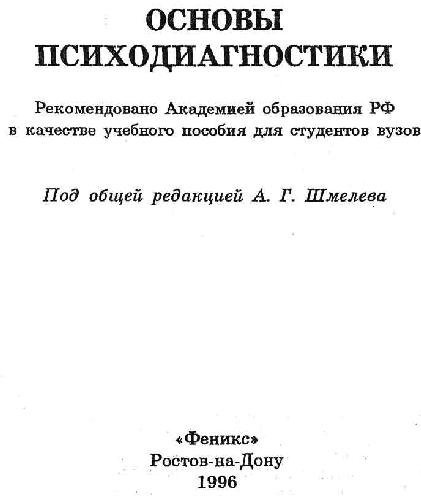 ОСНОВЫ
ПСИХОДИАГНОСТИКИ
Рекомендовано Академией образования РФ
в качестве учебного пособия для студентов вузов
Под общей редакцией А. Г. Шмелева
«Феникс»
Ростов-на-Дону
1996